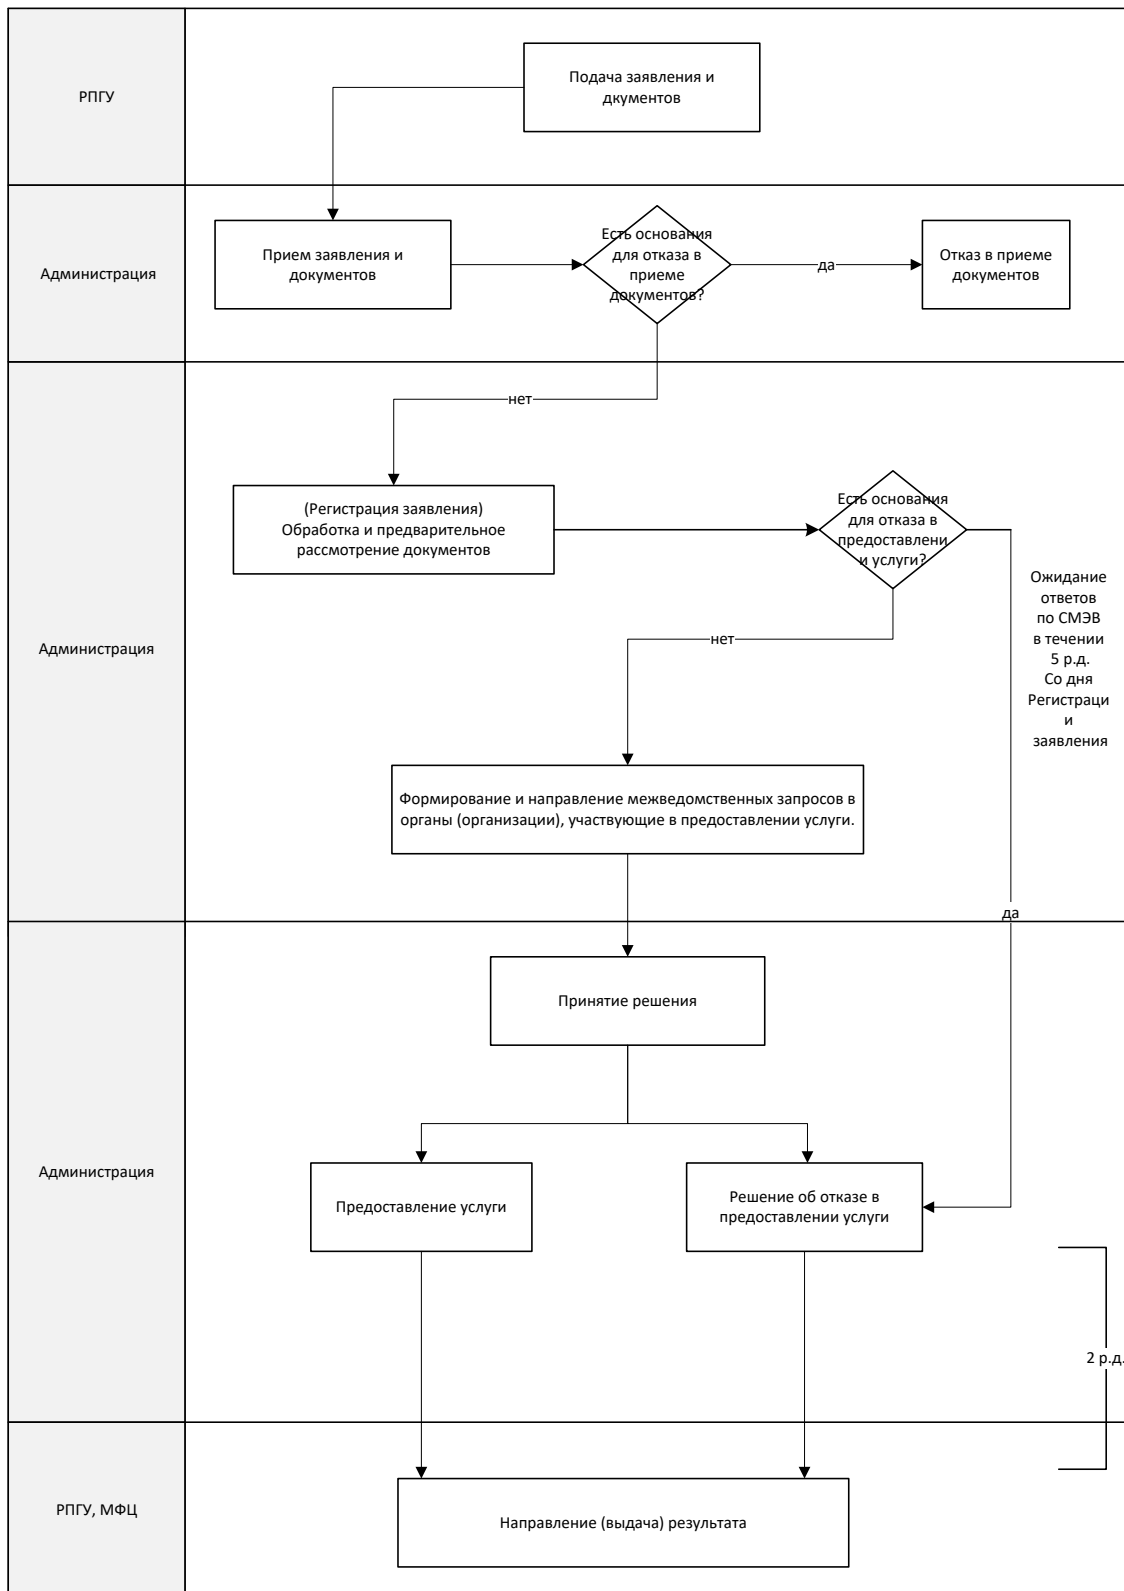 РПГУ
Подача заявления и
дкументов
Администрация
Прием заявления и
документов
Есть основания
для отказа в
приеме
документов?
да
Отказ в приеме
документов
нет
Администрация
(Регистрация заявления)
Обработка и предварительное
рассмотрение документов
Есть основания
для отказа в
предоставлени
и услуги?
Ожидание
ответов
по СМЭВ
в течении
5 р.д.
Со дня
Регистраци
и
заявления
нет
Формирование и направление межведомственных запросов в
органы (организации), участвующие в предоставлении услуги.
да
Администрация
Принятие решения
Предоставление услуги
Решение об отказе в
предоставлении услуги
2 р.д.
РПГУ, МФЦ
Направление (выдача) результата